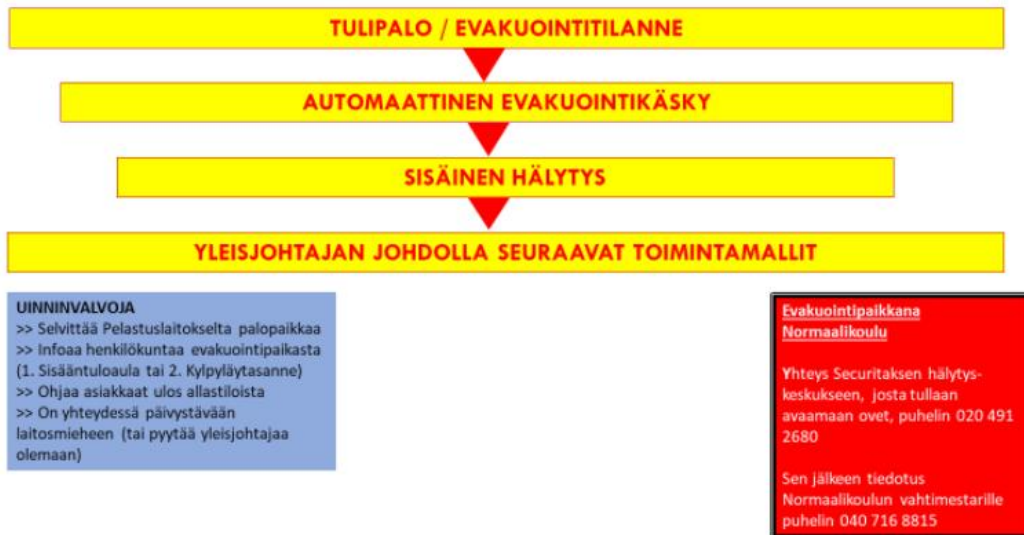 TULIPALO / EVAKUOINTITILANNE
AUTOMAATTINEN EVAKUOINTIKÄSKY
SISÄINEN HÄLYTYS
YLEISJOHTAJAN JOHDOLLA SEURAAVAT TOIMINTAMALLIT
UINNINVALVOJA
>> Selvittää Pelastuslaitokselta palopaikkaa
>> Infoaa henkilökuntaa evakuointipaikasta
(1. Sisääntuloaula tai 2. Kylpyläytasanne)
>> Ohjaa asiakkaat ulos allastiloista
>> On yhteydessä päivystävään
laitosmieheen (tai pyytää yleisjohtajaa
olemaan)
Evakuointipaikkana
Normaalikoulu
Yhteys Securitaksen hälytys-
keskukseen, josta tullaan
avaamaan ovet, puhelin 020 491
2680
Sen jälkeen tiedotus
Normaalikoulun vahtimestarille
puhelin 040 716 8815